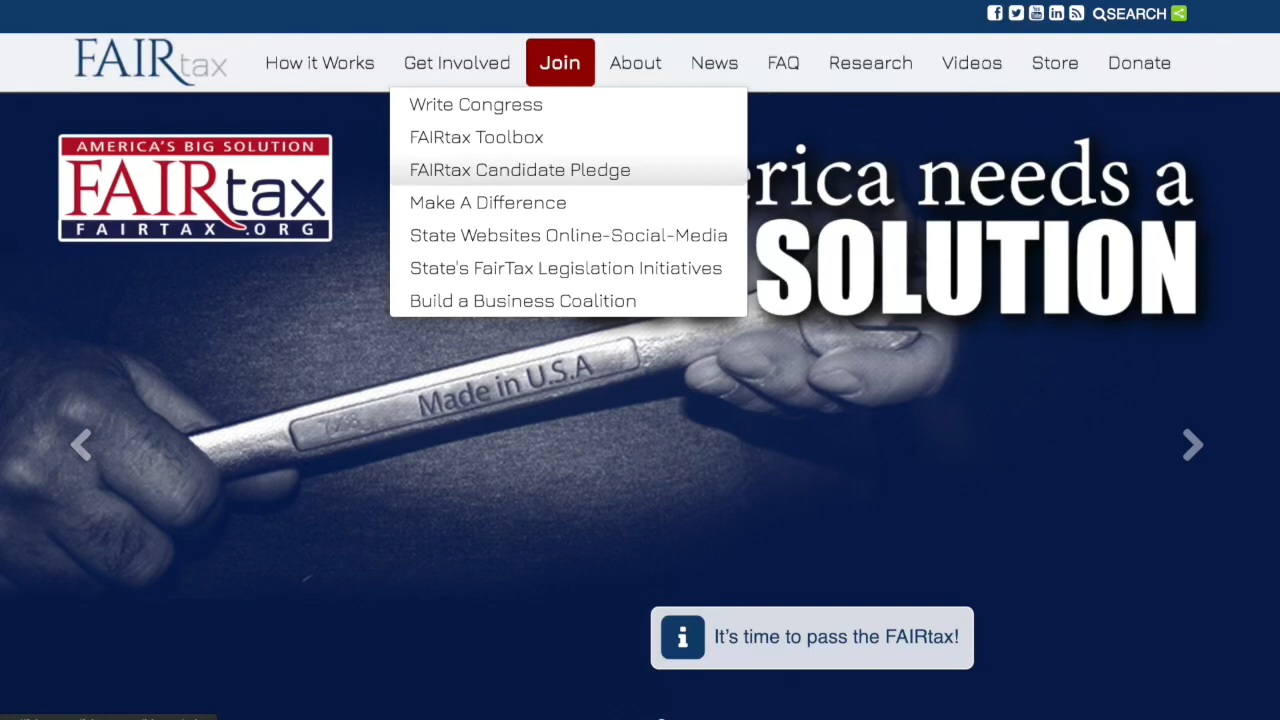 SEARCH
FAIRtax
How it Works
Get Involved
Join
About
News
FAQ
Research
Videos
Store
Donate
Write Congress
FAIRtax Toolbox
FAIRtax Candidate Pledge
Make A Difference
State Websites Online-Social-Media
State's FairTax Legislation Initiatives
Build a Business Coalition
AMERICA'S BIG SOLUTION
FAIRtax
FAIRTAX.ORG
erica needs a
SOLUTION
Made in U.S.A
It's time to pass the FAIRtax!